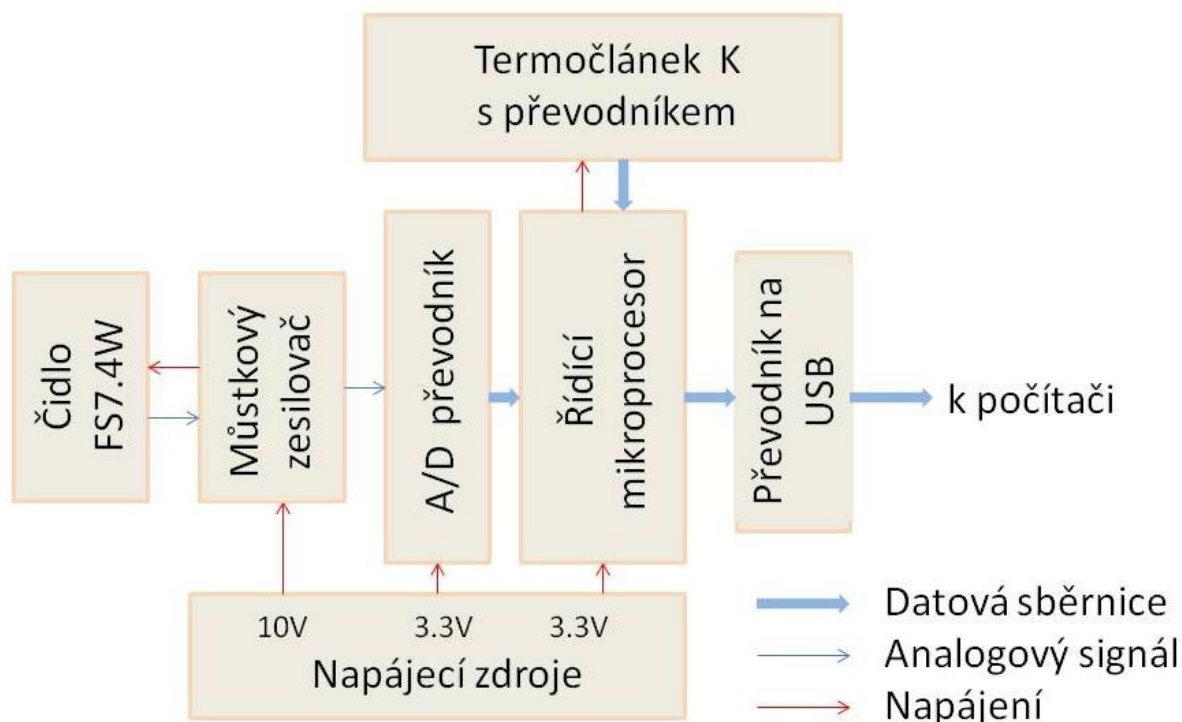 Termočlánek K
s převodníkem
Čidlo
FS7.4W
Můstkový
zesilovač
A/D převodník
Řídící
mikroprocesor
Převodník na
USB
k počítači
10V 3.3V 3.3V
Napájecí zdroje
Datová sběrnice
Analogový signál
Napájení